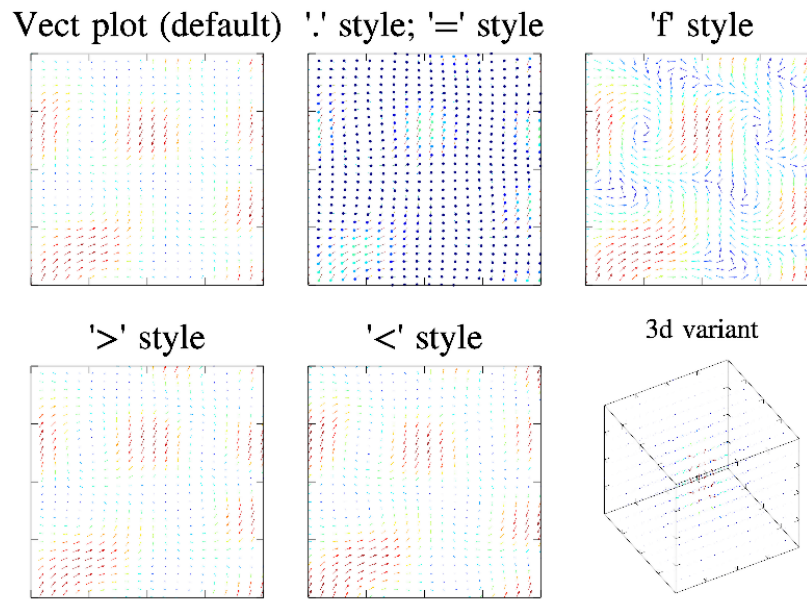 Vect plot (default)
'.' style; '=' style
'f' style
'>' style
'<' style
3d variant